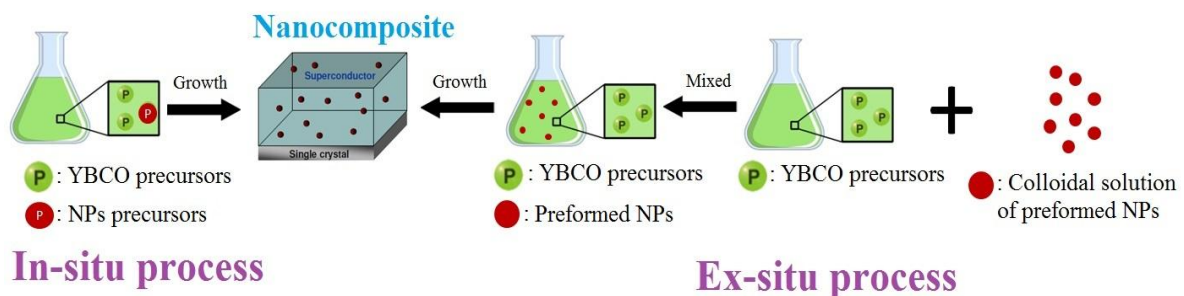 Nanocomposite
P
P
P
Growth
Superconductor
Single crystal
Growth
P
P
P
Mixed
P
P
P
P : YBCO precursors
P : NPs precursors
P : YBCO precursors
: Preformed NPs
P : YBCO precursors
: Colloidal solution
of preformed NPs
In-situ process
Ex-situ process